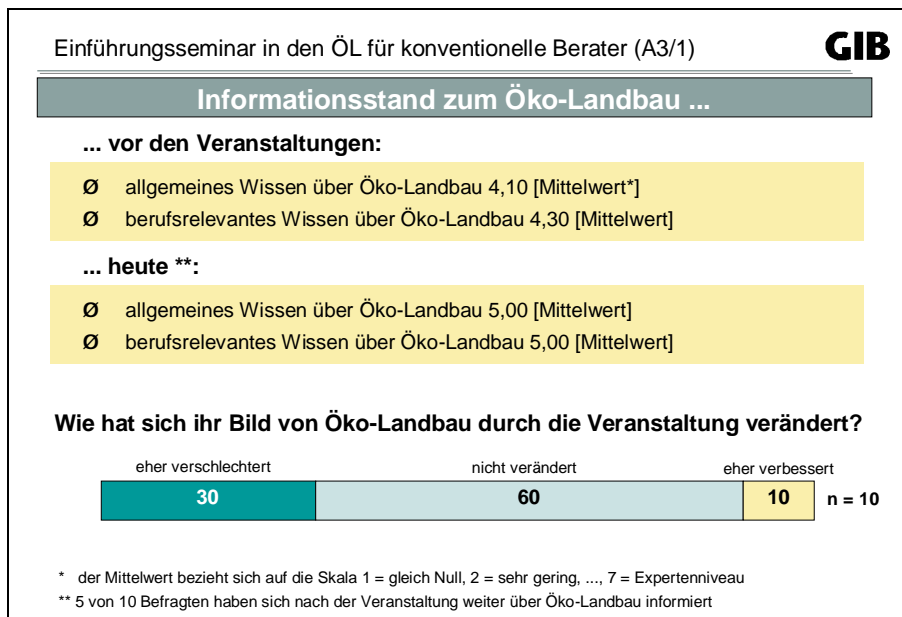 Einführungsseminar in den ÖL für konventionelle Berater (A3/1)
GIB
Informationsstand zum Öko-Landbau ...
... vor den Veranstaltungen:
Ø allgemeines Wissen über Öko-Landbau 4,10 [Mittelwert*]
Ø berufsrelevantes Wissen über Öko-Landbau 4,30 [Mittelwert]
... heute **:
Ø allgemeines Wissen über Öko-Landbau 5,00 [Mittelwert]
Ø berufsrelevantes Wissen über Öko-Landbau 5,00 [Mittelwert]
Wie hat sich ihr Bild von Öko-Landbau durch die Veranstaltung verändert?
eher verschlechtert nicht verändert eher verbessert
30 60 10 n = 10
* der Mittelwert bezieht sich auf die Skala 1 = gleich Null, 2 = sehr gering, ..., 7 = Expertenniveau
** 5 von 10 Befragten haben sich nach der Veranstaltung weiter über Öko-Landbau informiert